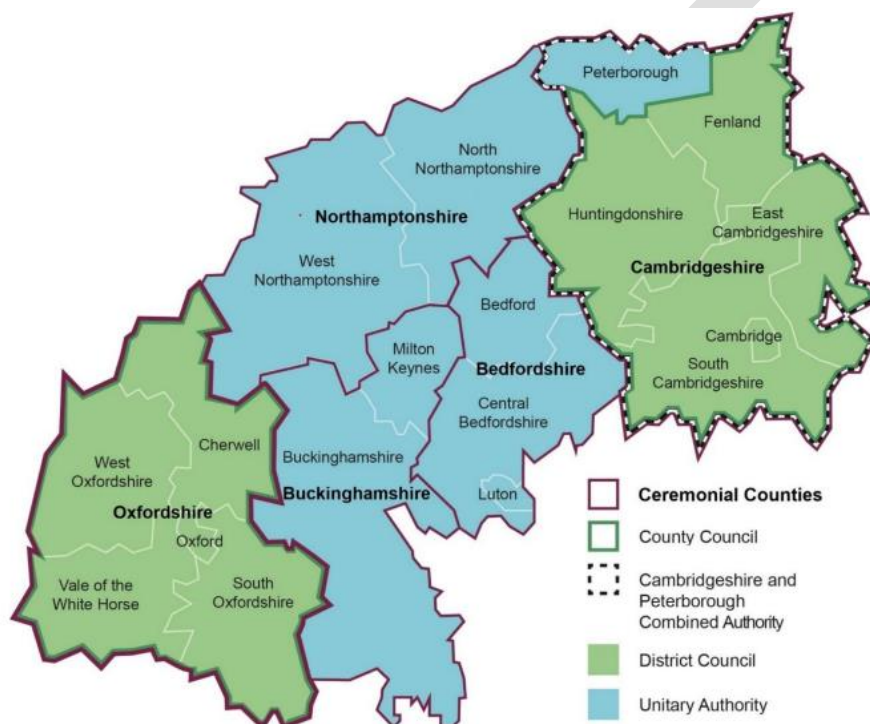 Peterborough
Fenland
North
Northamptonshire
Northamptonshire
Huntingdonshire
East
Cambridgeshire
West
Northamptonshire
Cambridgeshire
Bedford
Milton
Keynes
Cambridge
Bedfordshire
South
Cambridgeshire
Central
Bedfordshire
Cherwell
Buckinghamshire
West
Oxfordshire
Buckinghamshire
Luton
Oxfordshire
Oxford
Vale of the
White Horse
South
Oxfordshire
Ceremonial Counties
County Council
Cambridgeshire and
Peterborough
Combined Authority
District Council
Unitary Authority